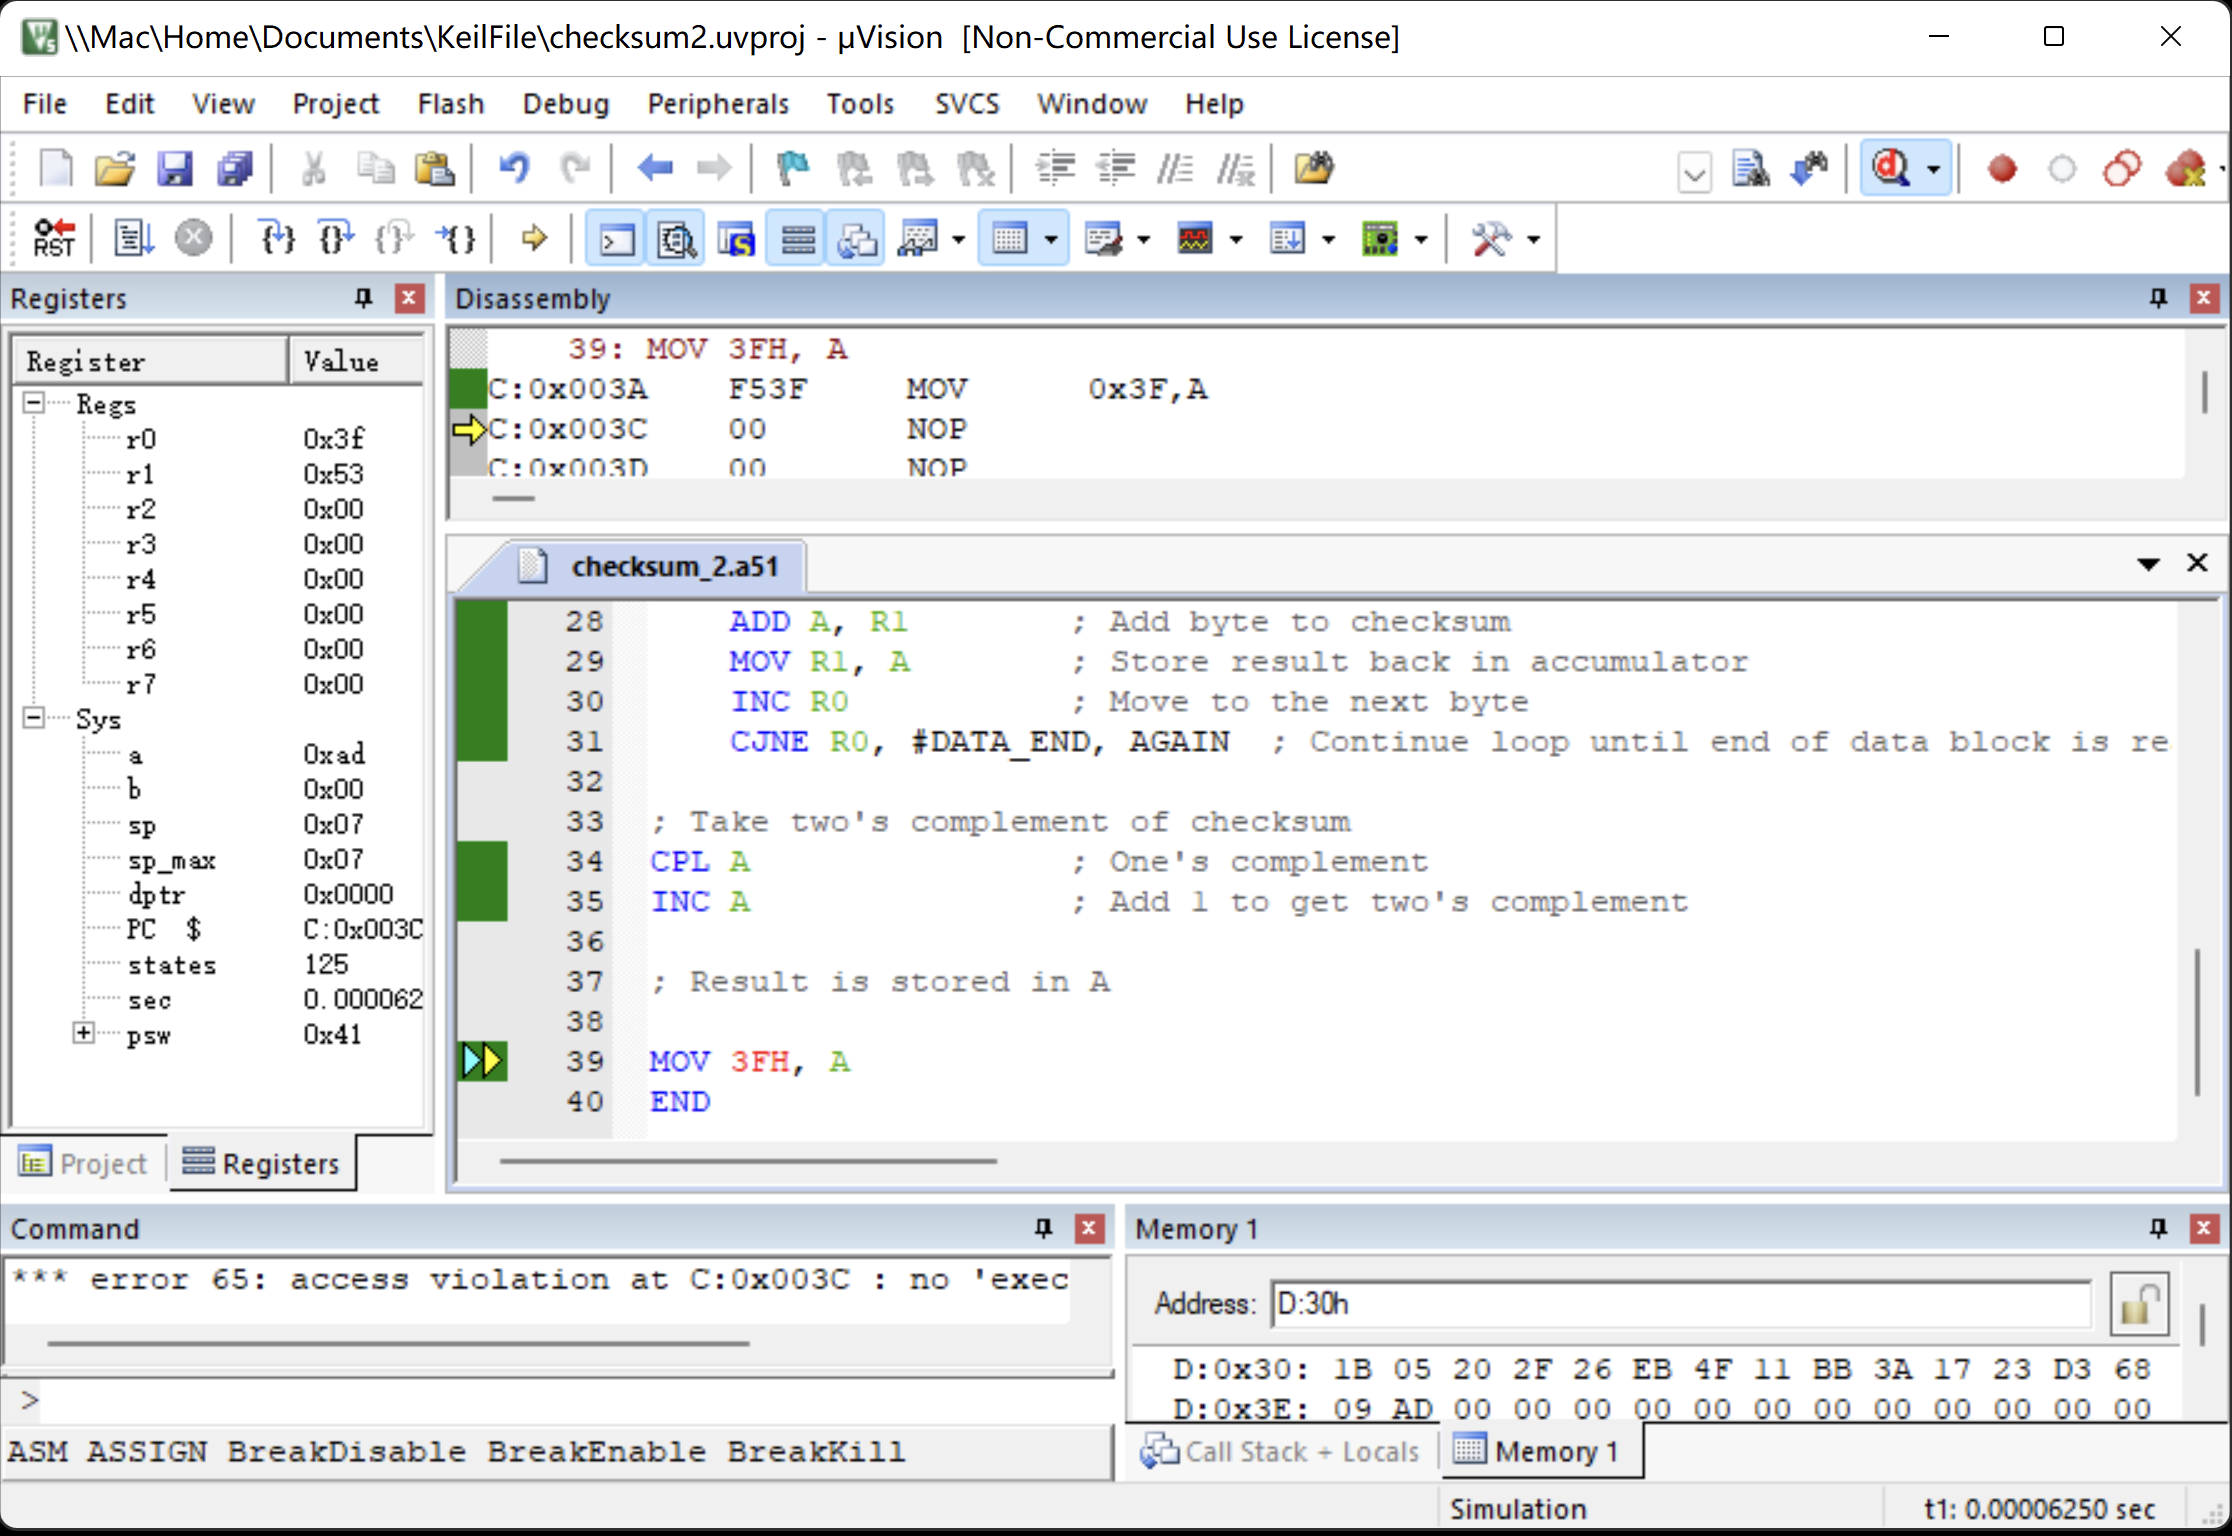 \\Mac\Home\Documents\KeilFile\checksum2.uvproj - µVision  [Non-Commercial Use License]
File Edit View Project Flash Debug Peripherals Tools SVCS Window Help
RST
Registers
Register Value
Regs
r0 0x3f
r1 0x53
r2 0x00
r3 0x00
r4 0x00
r5 0x00
r6 0x00
r7 0x00
Sys
a 0xad
b 0x00
sp 0x07
sp_max 0x07
dptr 0x0000
PC $ C:0x003C
states 125
sec 0.000062
psw 0x41
Project Registers
Disassembly
39: MOV 3FH, A
C:0x003A F53F MOV 0x3F,A
C:0x003C 00 NOP
C:0x003D 00 NOP
checksum_2.a51
28 ADD A, R1 ; Add byte to checksum
29 MOV R1, A ; Store result back in accumulator
30 INC R0 ; Move to the next byte
31 CJNE R0, #DATA_END, AGAIN ; Continue loop until end of data block is re
32
33 ; Take two's complement of checksum
34 CPL A ; One's complement
35 INC A ; Add 1 to get two's complement
36
37 ; Result is stored in A
38
39 MOV 3FH, A
40 END
Command
*** error 65: access violation at C:0x003C : no 'exec
>
ASM ASSIGN BreakDisable BreakEnable BreakKill
Memory 1
Address: D:30h
D:0x30: 1B 05 20 2F 26 EB 4F 11 BB 3A 17 23 D3 68
D:0x3E: 09 AD 00 00 00 00 00 00 00 00 00 00 00 00
Call Stack + Locals Memory 1
Simulation t1: 0.00006250 sec